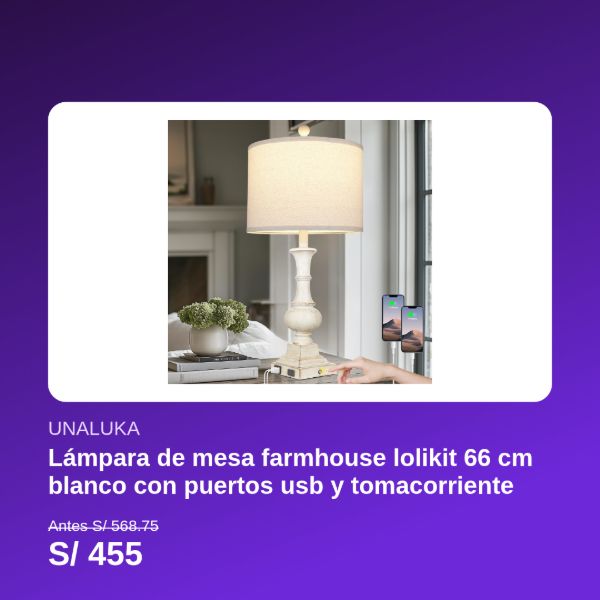 UNALUKA
Lámpara de mesa farmhouse lolikit 66 cm
blanco con puertos usb y tomacorriente
Antes S/ 568.75
S/ 455